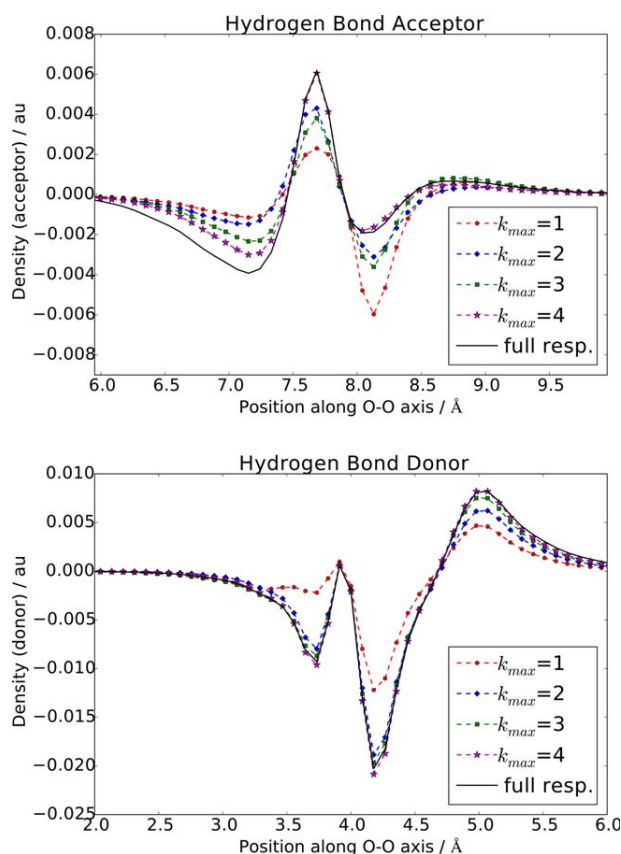 Hydrogen Bond Acceptor
0.008
0.006
0.004
0.002
0.000
−0.002
−0.004
−0.006
−0.008
Density (acceptor) / au
k_max=1
k_max=2
k_max=3
k_max=4
full resp.
6.0 6.5 7.0 7.5 8.0 8.5 9.0 9.5
Position along O-O axis / Å
Hydrogen Bond Donor
0.010
0.005
0.000
−0.005
−0.010
−0.015
−0.020
−0.025
Density (donor) / au
k_max=1
k_max=2
k_max=3
k_max=4
full resp.
2.0 2.5 3.0 3.5 4.0 4.5 5.0 5.5 6.0
Position along O-O axis / Å